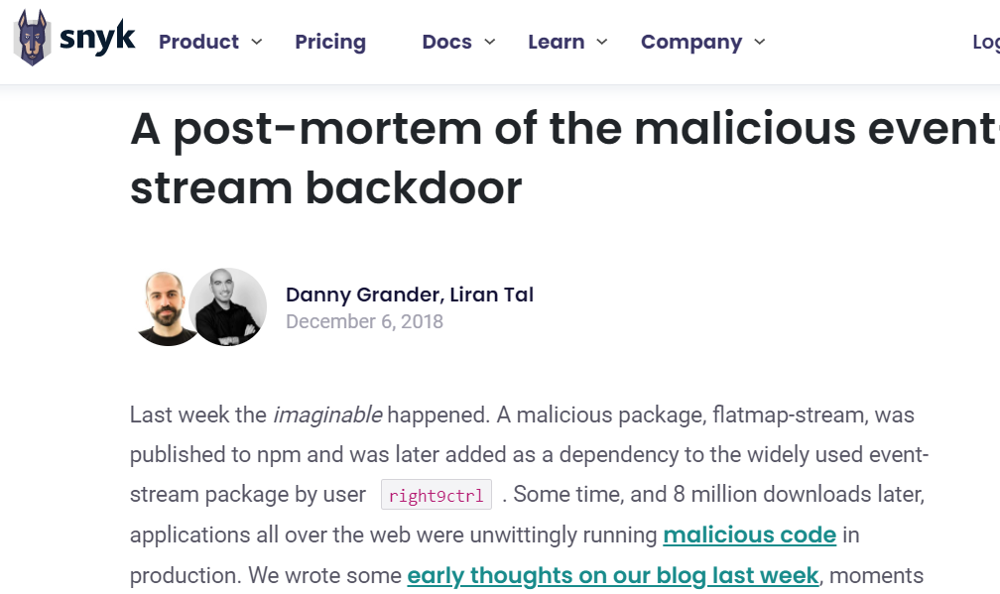 snyk Product Pricing Docs Learn Company Log
A post-mortem of the malicious event-
stream backdoor
Danny Grander, Liran Tal
December 6, 2018
Last week the imaginable happened. A malicious package, flatmap-stream, was
published to npm and was later added as a dependency to the widely used event-
stream package by user right9ctrl . Some time, and 8 million downloads later,
applications all over the web were unwittingly running malicious code in
production. We wrote some early thoughts on our blog last week, moments